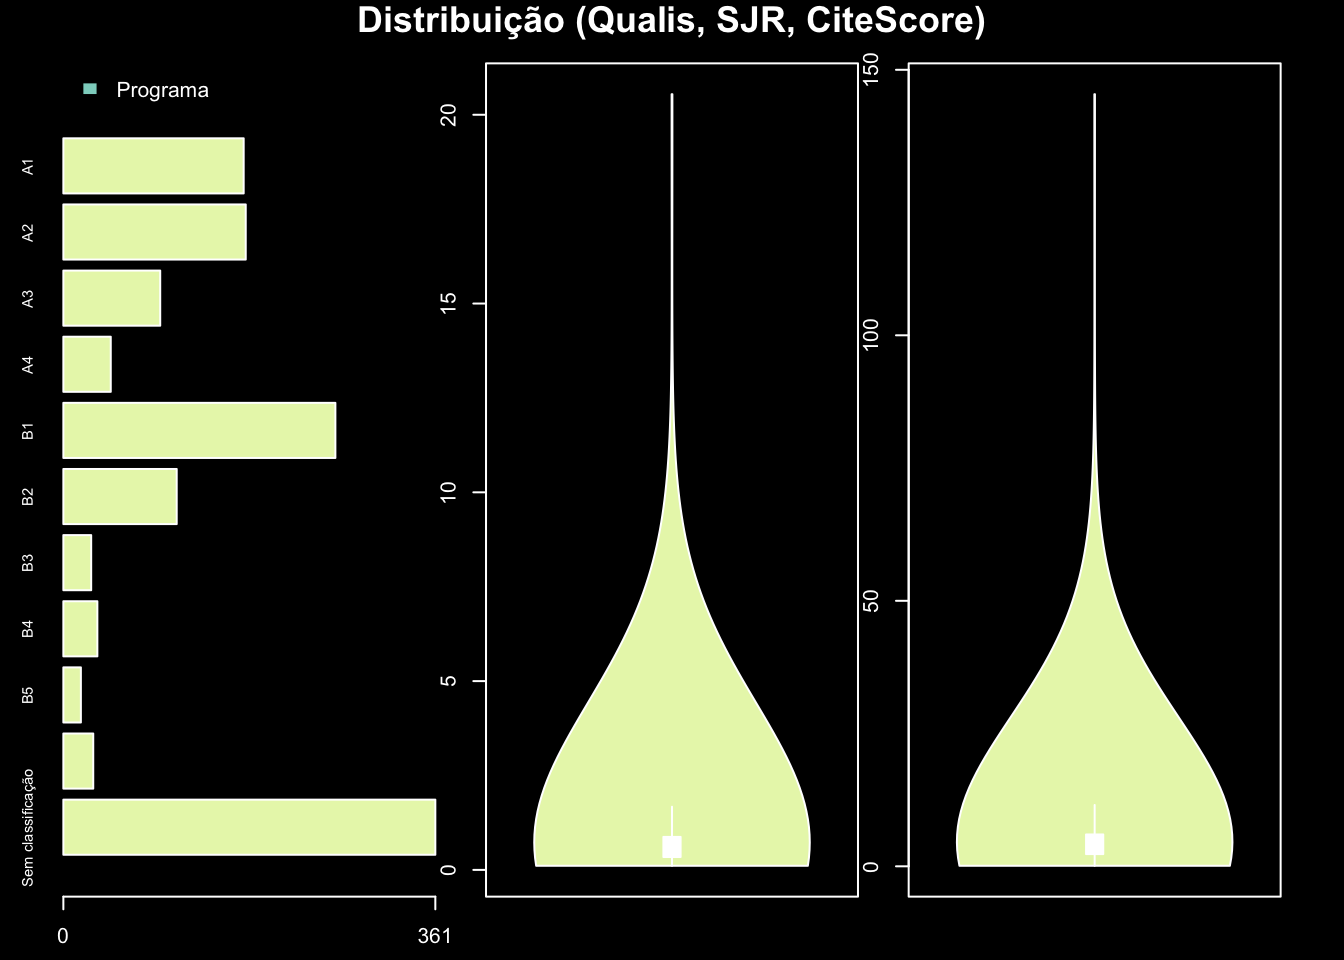 Distribuição (Qualis, SJR, CiteScore)
Programa
A1
A2
A3
A4
B1
B2
B3
B4
B5
Sem classificação
0
361
20
15
10
5
0
150
100
50
0